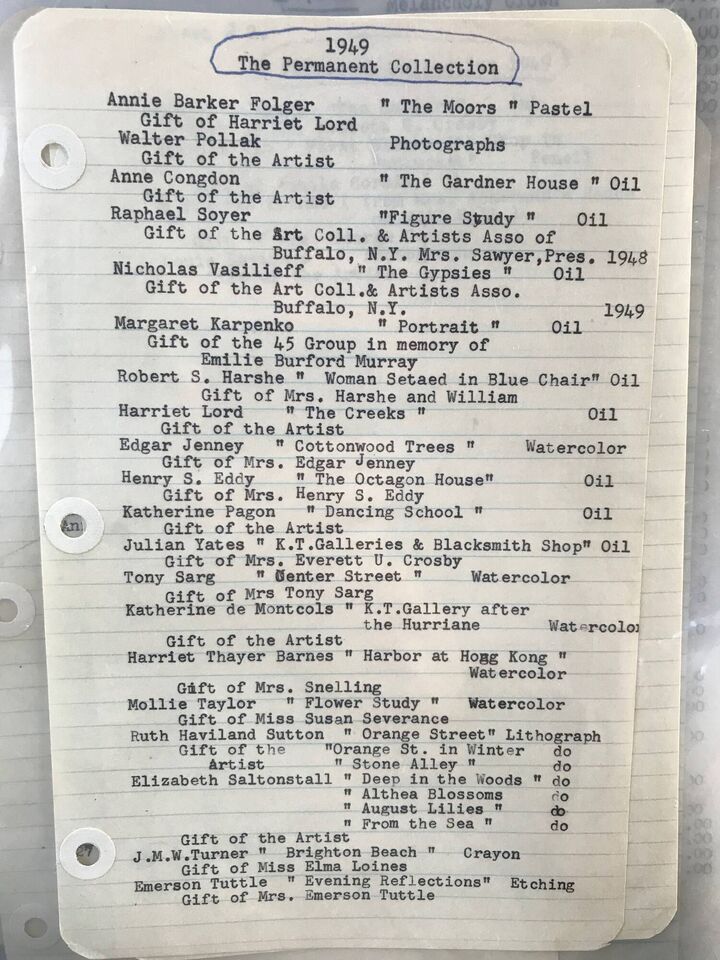 Melancholy Clown
1949
The Permanent Collection
Annie Barker Folger " The Moors " Pastel
Gift of Harriet Lord
Walter Pollak Photographs
Gift of the Artist
Anne Congdon " The Gardner House " Oil
Gift of the Artist
Raphael Soyer "Figure Study " Oil
Gift of the Art Coll. & Artists Asso of
Buffalo, N.Y. Mrs. Sawyer,Pres. 1948
Nicholas Vasilieff " The Gypsies " Oil
Gift of the Art Coll.& Artists Asso.
Buffalo, N.Y. 1949
Margaret Karpenko " Portrait " Oil
Gift of the 45 Group in memory of
Emilie Burford Murray
Robert S. Harshe " Woman Setaed in Blue Chair" Oil
Gift of Mrs. Harshe and William
Harriet Lord " The Creeks " Oil
Gift of the Artist
Edgar Jenney " Cottonwood Trees " Watercolor
Gift of Mrs. Edgar Jenney
Henry S. Eddy " The Octagon House" Oil
Gift of Mrs. Henry S. Eddy
Katherine Pagon " Dancing School " Oil
Gift of the Artist
Julian Yates " K.T.Galleries & Blacksmith Shop" Oil
Gift of Mrs. Everett U. Crosby
Tony Sarg " Center Street " Watercolor
Gift of Mrs Tony Sarg
Katherine de Montcols " K.T.Gallery after
the Hurriane Watercolor
Gift of the Artist
Harriet Thayer Barnes " Harbor at Hong Kong "
Watercolor
Gift of Mrs. Snelling
Mollie Taylor " Flower Study " Watercolor
Gift of Miss Susan Severance
Ruth Haviland Sutton " Orange Street" Lithograph
Gift of the "Orange St. in Winter do
Artist " Stone Alley " do
Elizabeth Saltonstall " Deep in the Woods " do
" Althea Blossoms do
" August Lilies " do
" From the Sea " do
Gift of the Artist
J.M.W.Turner " Brighton Beach " Crayon
Gift of Miss Elma Loines
Emerson Tuttle " Evening Reflections" Etching
Gift of Mrs. Emerson Tuttle